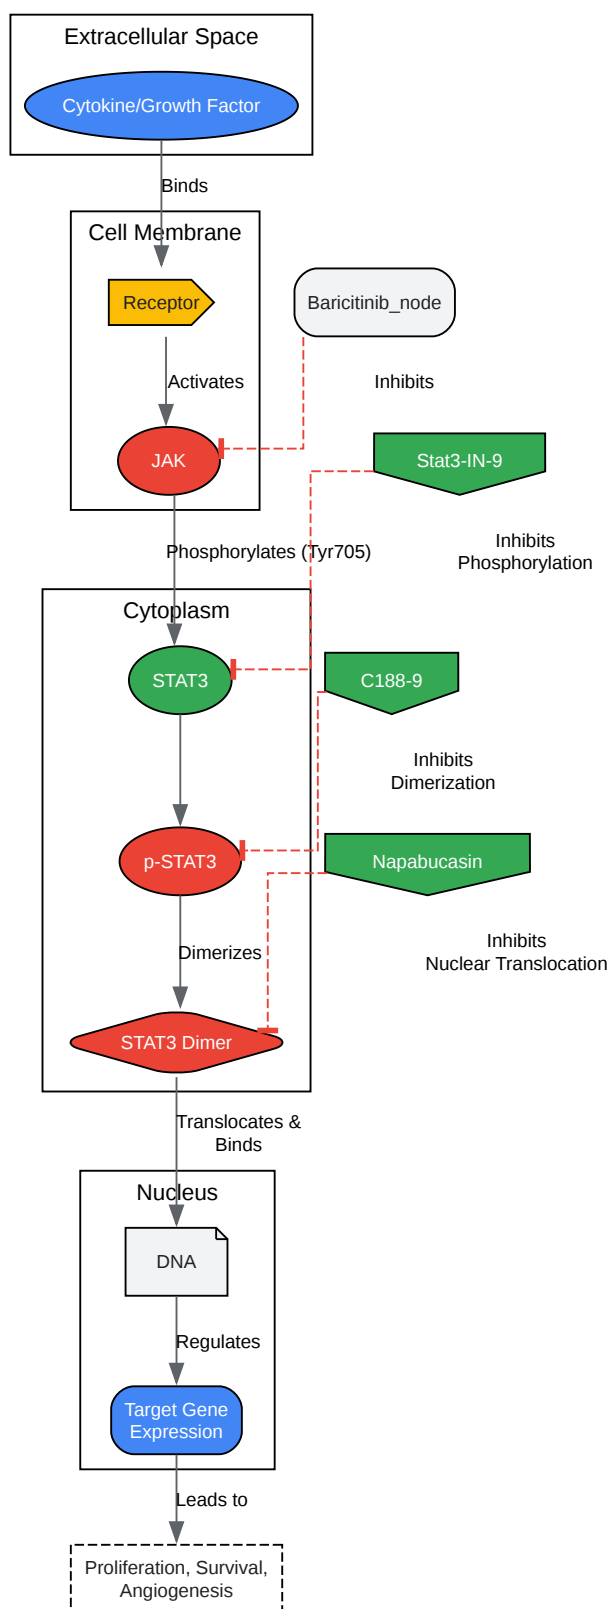 Extracellular Space
Cytokine/Growth Factor
Binds
Cell Membrane
Receptor
Baricitinib_node
Activates
Inhibits
JAK
Stat3-IN-9
Phosphorylates (Tyr705)
Inhibits
Phosphorylation
Cytoplasm
STAT3
C188-9
Inhibits
Dimerization
p-STAT3
Napabucasin
Dimerizes
Inhibits
Nuclear Translocation
STAT3 Dimer
Translocates &
Binds
Nucleus
DNA
Regulates
Target Gene
Expression
Leads to
Proliferation, Survival,
Angiogenesis